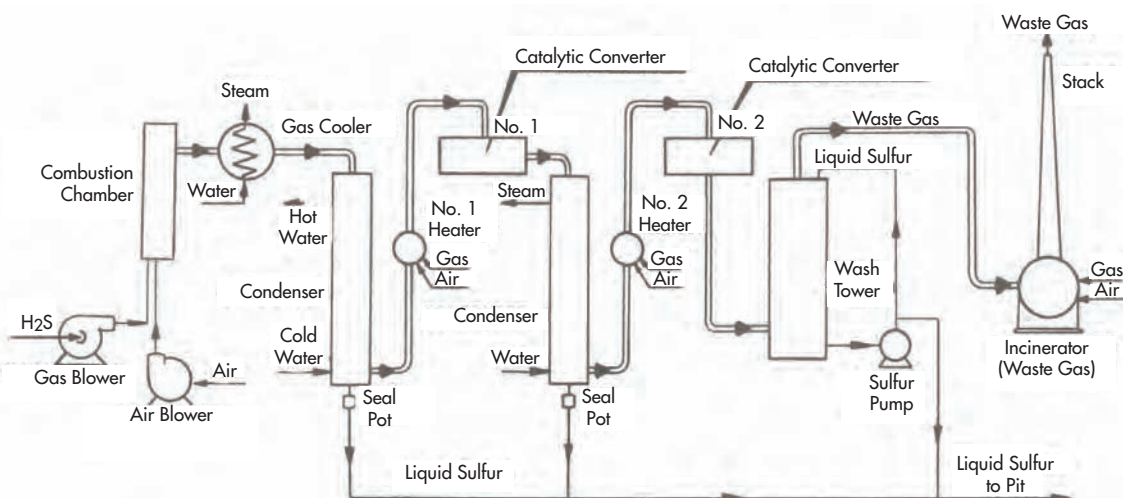 Waste Gas
Catalytic Converter
Catalytic Converter
Stack
Steam
Gas Cooler
No. 1
No. 2
Waste Gas
Combustion
Chamber
Liquid Sulfur
Water
Hot
Water
Steam
No. 1
Heater
No. 2
Heater
Gas
Air
Gas
Air
Wash
Tower
Gas
Air
Condenser
Condenser
H2S
Cold
Water
Water
Gas Blower
Air
Air Blower
Seal
Pot
Seal
Pot
Sulfur
Pump
Incinerator
(Waste Gas)
Liquid Sulfur
Liquid Sulfur
to Pit